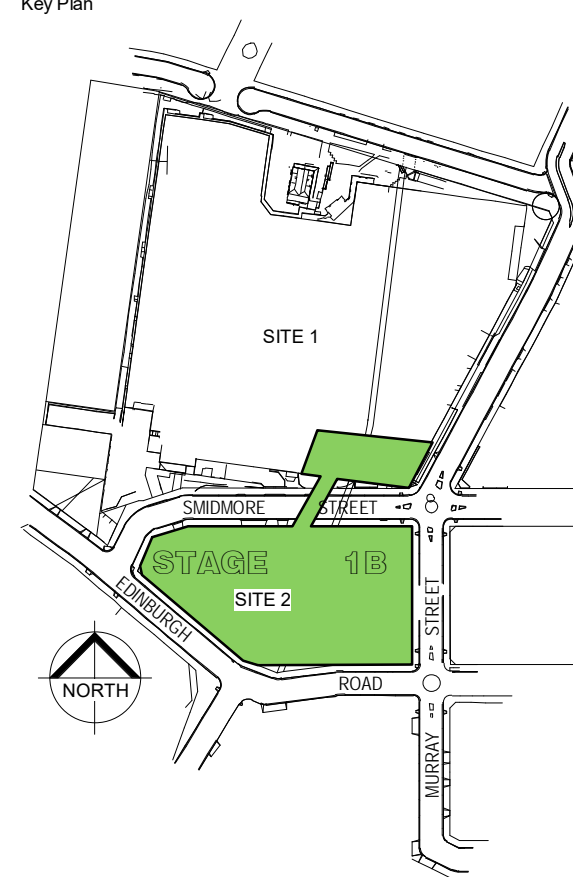 Key Plan
SITE 1
SMIDMORE STREET
STAGE 1B
SITE 2
EDINBURGH
ROAD
MURRAY STREET
NORTH